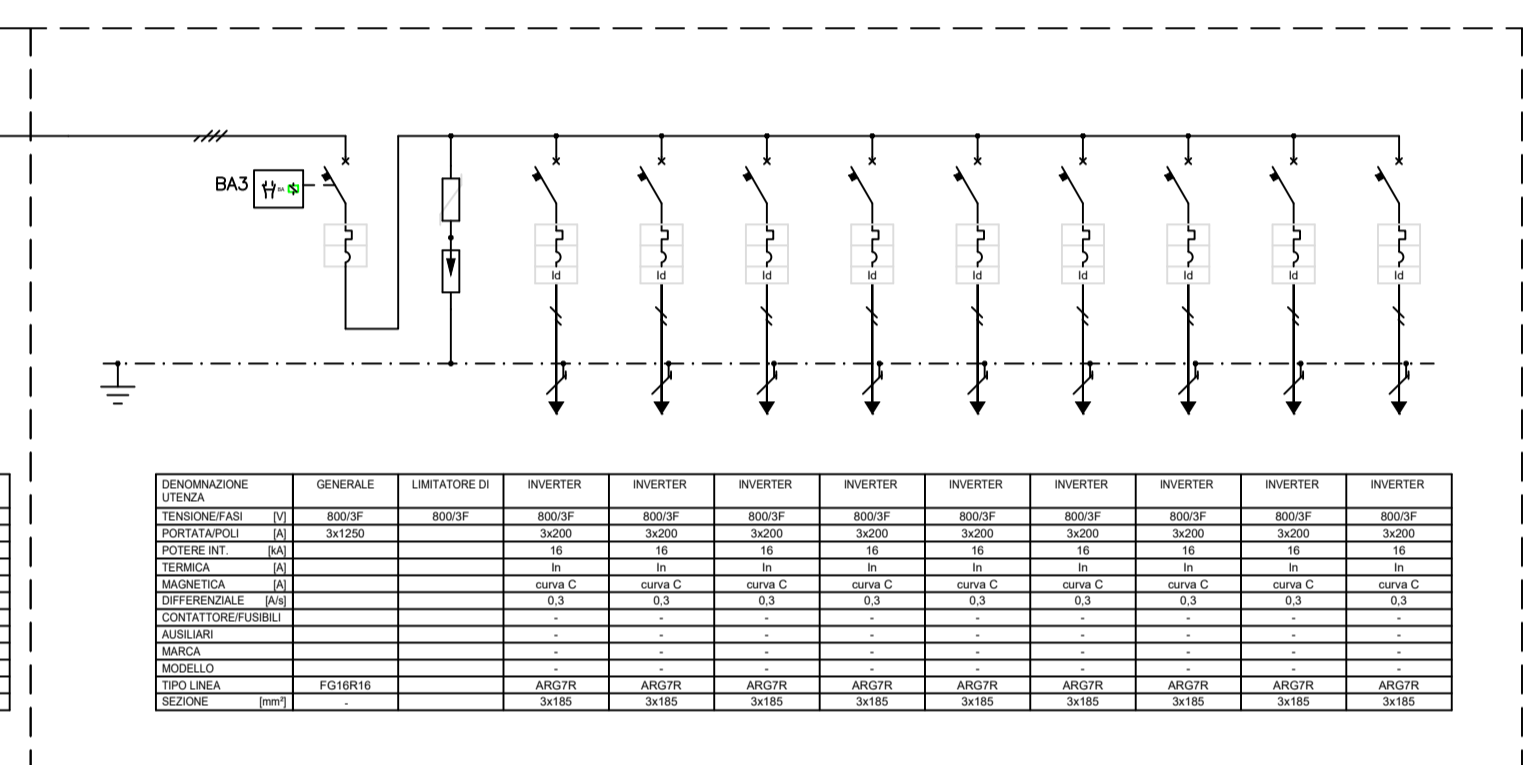 BA3
Id Id Id Id Id Id Id Id Id
DENOMNAZIONE UTENZA GENERALE LIMITATORE DI INVERTER INVERTER INVERTER INVERTER INVERTER INVERTER INVERTER INVERTER INVERTER
TENSIONE/FASI [V] 800/3F 800/3F 800/3F 800/3F 800/3F 800/3F 800/3F 800/3F 800/3F 800/3F 800/3F
PORTATA/POLI [A] 3x1250 3x200 3x200 3x200 3x200 3x200 3x200 3x200 3x200 3x200
POTERE INT. [kA] 16 16 16 16 16 16 16 16 16
TERMICA [A] In In In In In In In In In
MAGNETICA [A] curva C curva C curva C curva C curva C curva C curva C curva C curva C
DIFFERENZIALE [A/s] 0,3 0,3 0,3 0,3 0,3 0,3 0,3 0,3 0,3
CONTATTORE/FUSIBILI - - - - - - - - -
AUSILIARI - - - - - - - - -
MARCA - - - - - - - - -
MODELLO - - - - - - - - -
TIPO LINEA FG16R16 ARG7R ARG7R ARG7R ARG7R ARG7R ARG7R ARG7R ARG7R ARG7R
SEZIONE [mm²] - 3x185 3x185 3x185 3x185 3x185 3x185 3x185 3x185 3x185